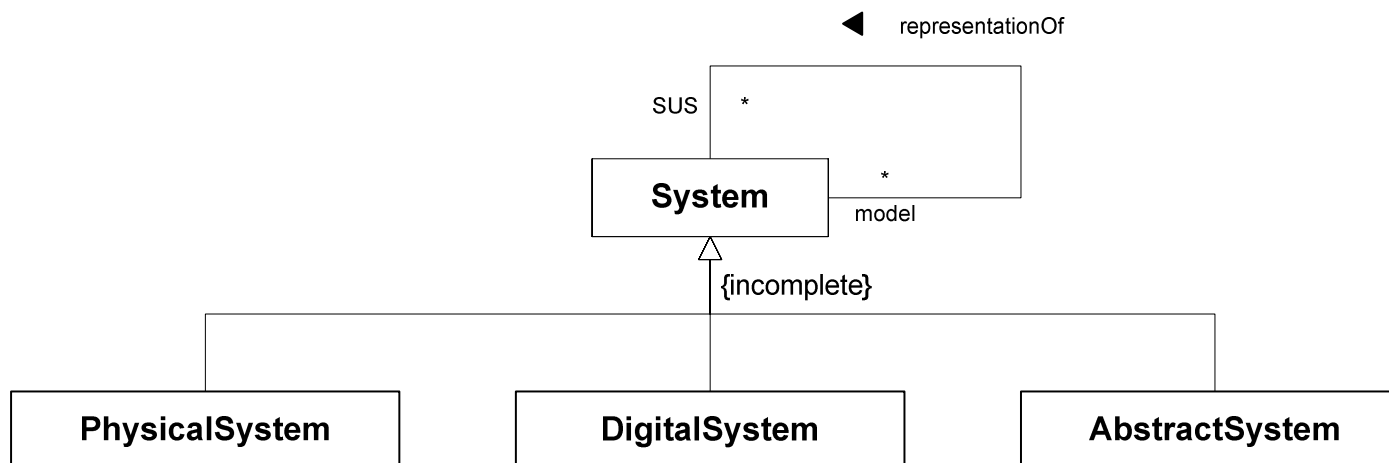 representationOf
SUS *
*
System
model
{incomplete}
PhysicalSystem DigitalSystem AbstractSystem